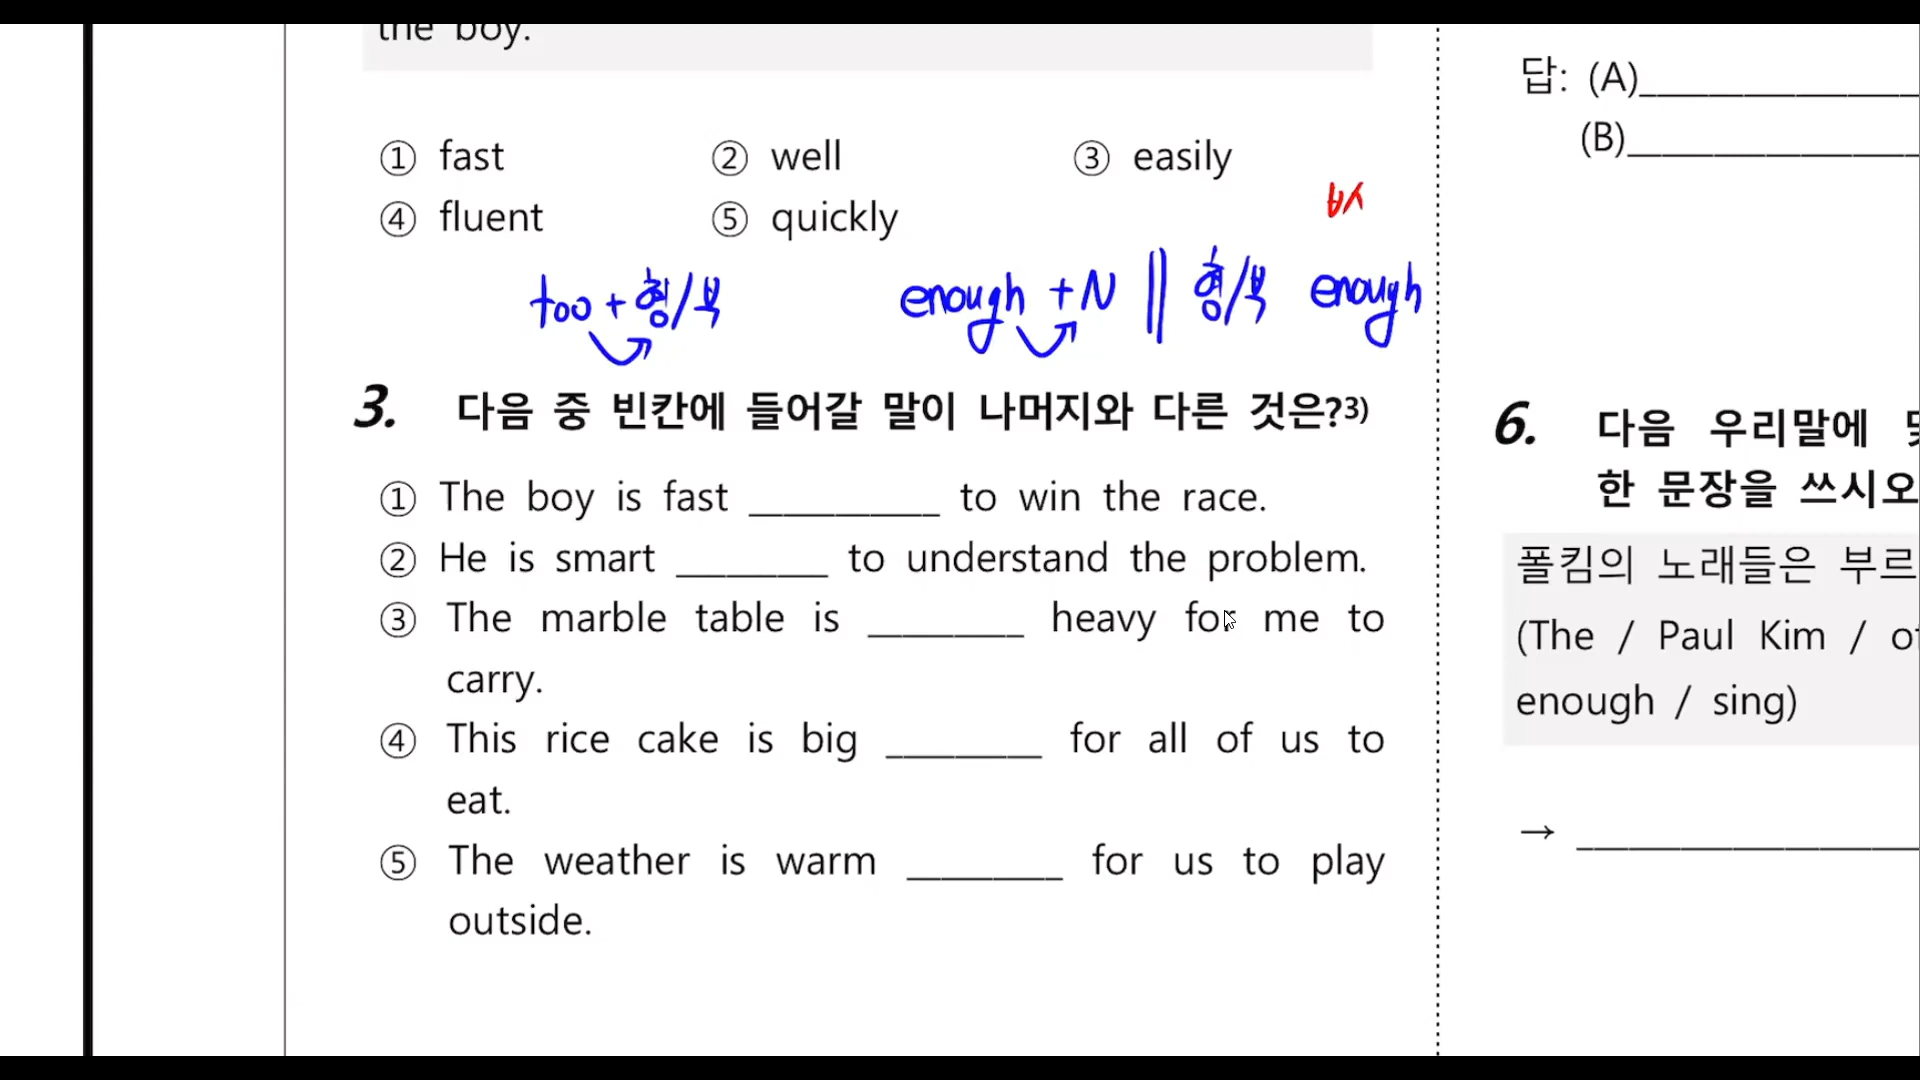 the boy.
① fast ② well ③ easily
④ fluent ⑤ quickly
too + 형/부 enough + N || 형/부 enough
3. 다음 중 빈칸에 들어갈 말이 나머지와 다른 것은?3)
① The boy is fast __________ to win the race.
② He is smart ________ to understand the problem.
③ The marble table is ________ heavy for me to
carry.
④ This rice cake is big ________ for all of us to
eat.
⑤ The weather is warm ________ for us to play
outside.
답: (A)________________
(B)________________
6. 다음 우리말에
한 문장을 쓰시오
폴킴의 노래들은 부르
(The / Paul Kim / of
enough / sing)
→ __________________